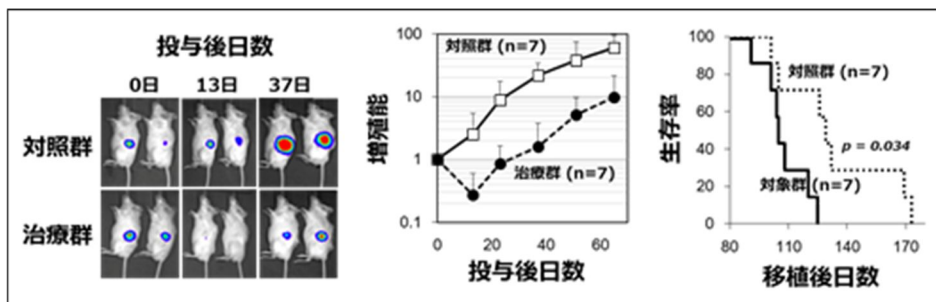 投与後日数
0日 13日 37日
対照群
治療群
増殖能
100
10
1
0.1
対照群 (n=7)
治療群 (n=7)
0 20 40 60
投与後日数
生存率
100
80
60
40
20
0
対照群 (n=7)
p = 0.034
対象群 (n=7)
80 110 140 170
移植後日数